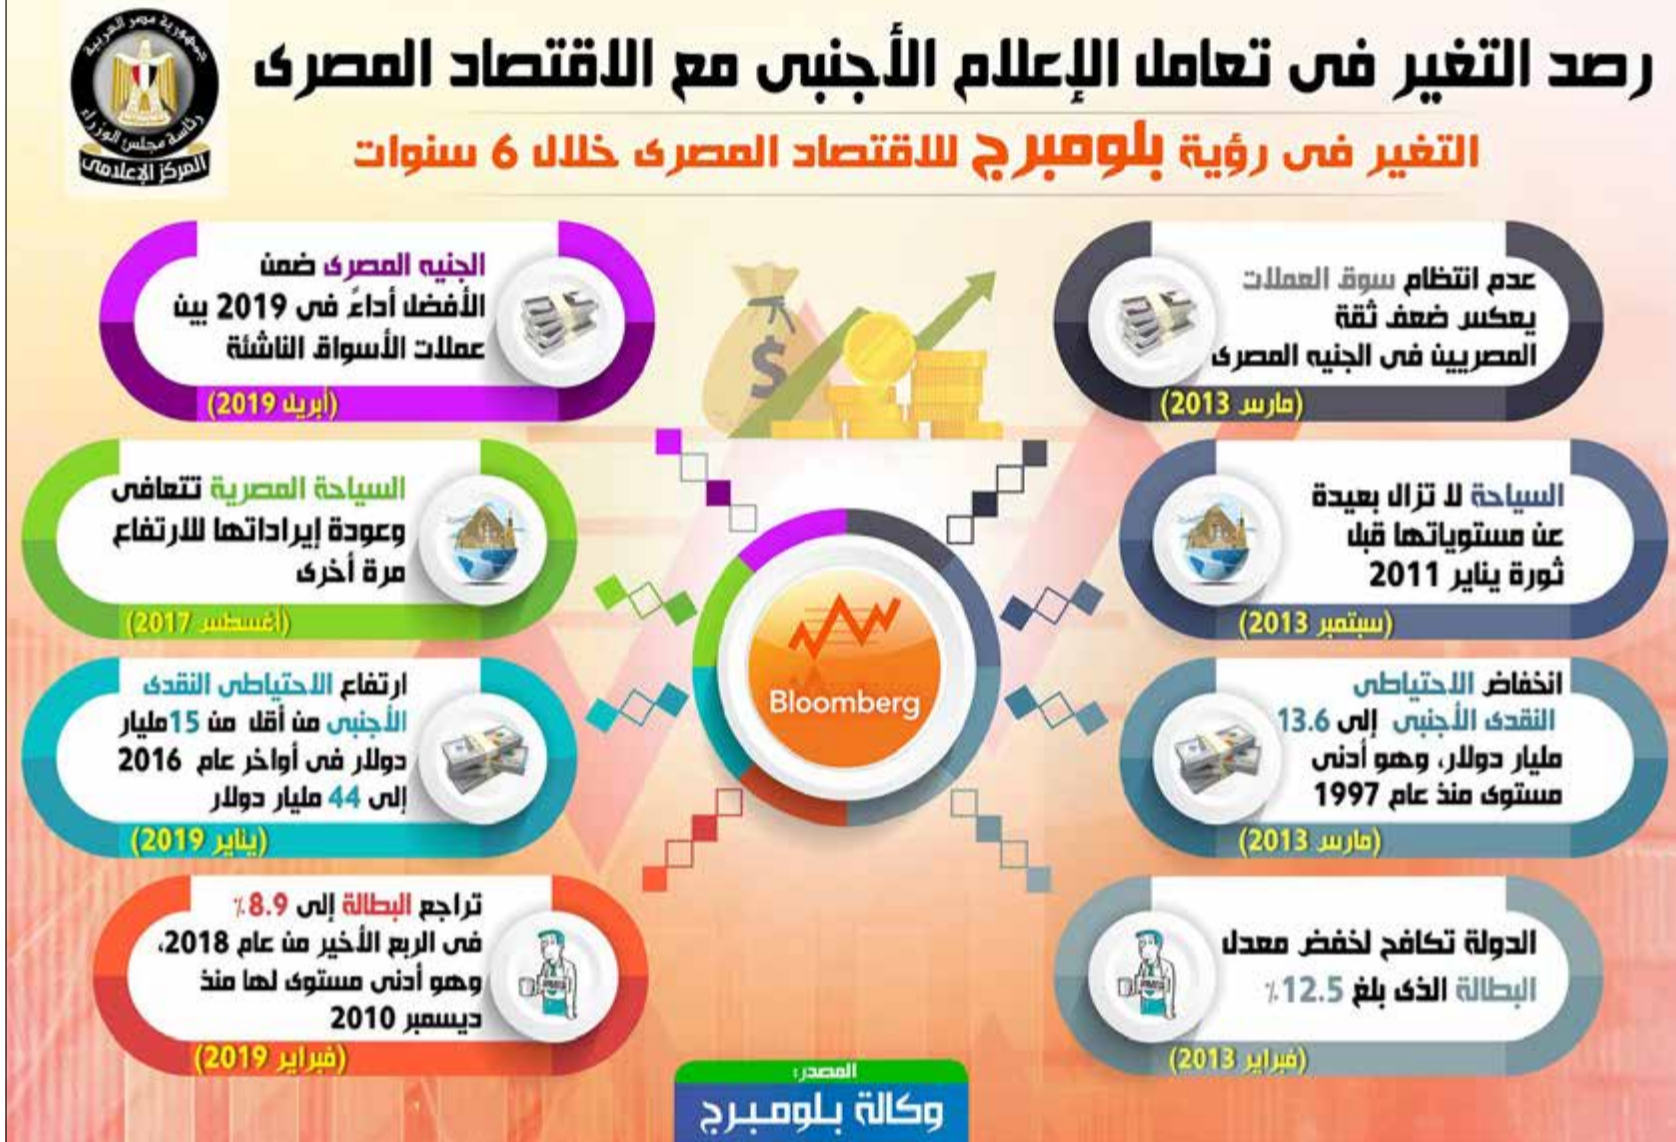 جمهورية مصر العربية
رئاسة مجلس الوزراء
المركز الإعلامى
رصد التغير فى تعامل الإعلام الأجنبى مع الاقتصاد المصرى
التغير فى رؤية بلومبرج للاقتصاد المصرى خلال 6 سنوات
عدم انتظام سوق العملات
يعكس ضعف ثقة
المصريين فى الجنيه المصرى
(مارس 2013)
الجنيه المصرى ضمن
الأفضل أداءً فى 2019 بين
عملات الأسواق الناشئة
(أبريل 2019)
السياحة لا تزال بعيدة
عن مستوياتها قبل
ثورة يناير 2011
(سبتمبر 2013)
السياحة المصرية تتعافى
وعودة إيراداتها للارتفاع
مرة أخرى
(أغسطس 2017)
انخفاض الاحتياطى
النقدى الأجنبى إلى 13.6
مليار دولار، وهو أدنى
مستوى منذ عام 1997
(مارس 2013)
ارتفاع الاحتياطى النقدى
الأجنبى من أقل من 15مليار
دولار فى أواخر عام 2016
إلى 44 مليار دولار
(يناير 2019)
الدولة تكافح لخفض معدل
البطالة الذى بلغ 12.5٪
(فبراير 2013)
تراجع البطالة إلى 8.9٪
فى الربع الأخير من عام 2018،
وهو أدنى مستوى لها منذ
ديسمبر 2010
(فبراير 2019)
Bloomberg
المصدر:
وكالة بلومبرج